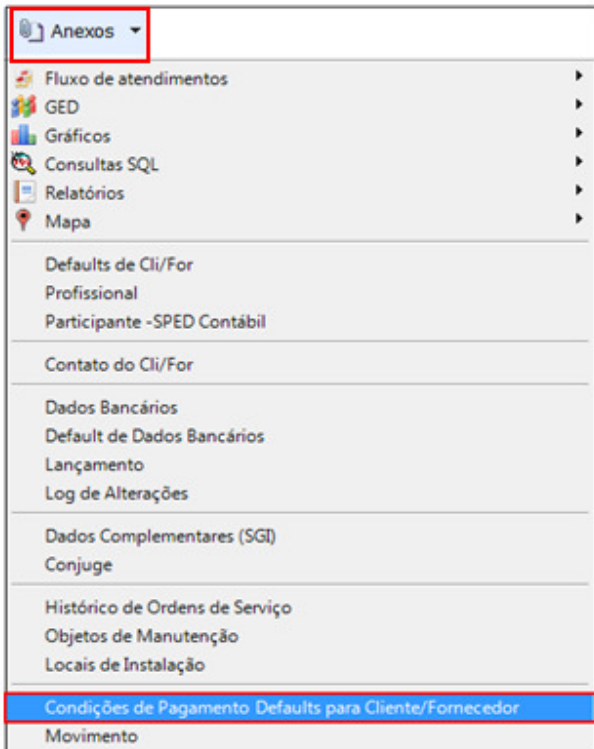 Anexos
Fluxo de atendimentos
GED
Gráficos
Consultas SQL
Relatórios
Mapa
Defaults de Cli/For
Profissional
Participante -SPED Contábil
Contato do Cli/For
Dados Bancários
Default de Dados Bancários
Lançamento
Log de Alterações
Dados Complementares (SGI)
Conjuge
Histórico de Ordens de Serviço
Objetos de Manutenção
Locais de Instalação
Condições de Pagamento Defaults para Cliente/Fornecedor
Movimento